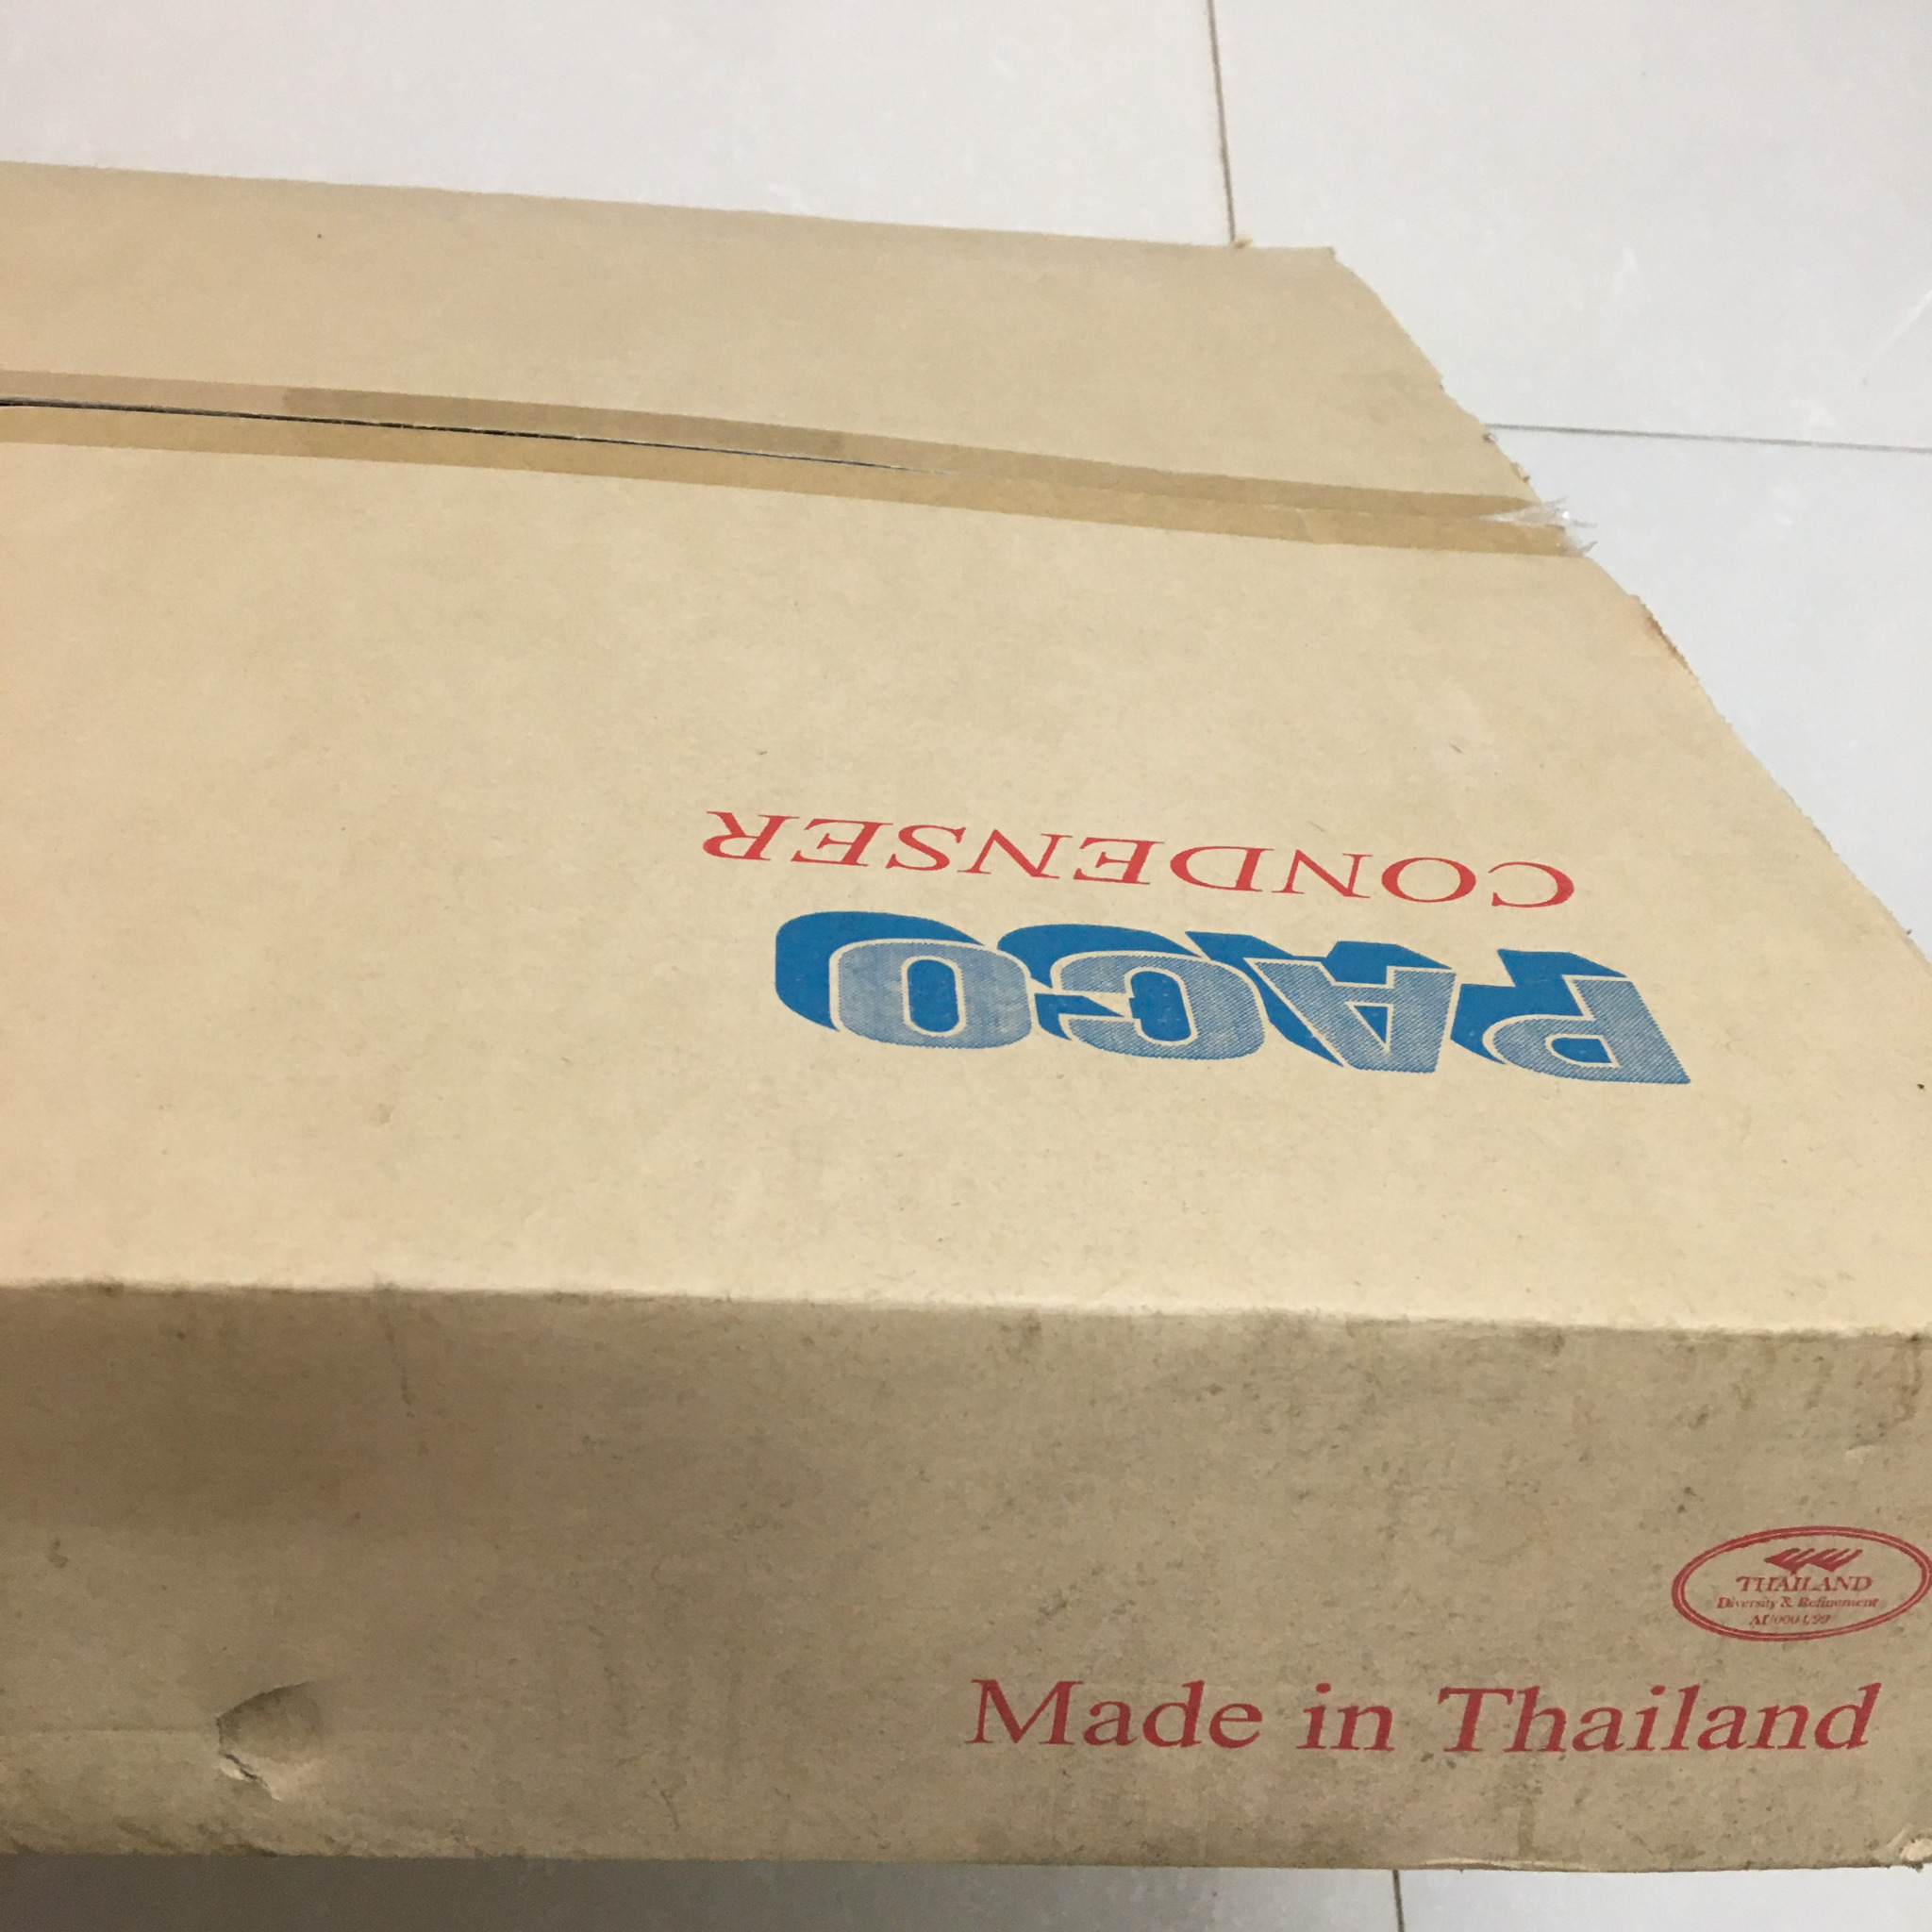 PACO
CONDENSER
THAILAND
Diversity & Refinement
Made in Thailand